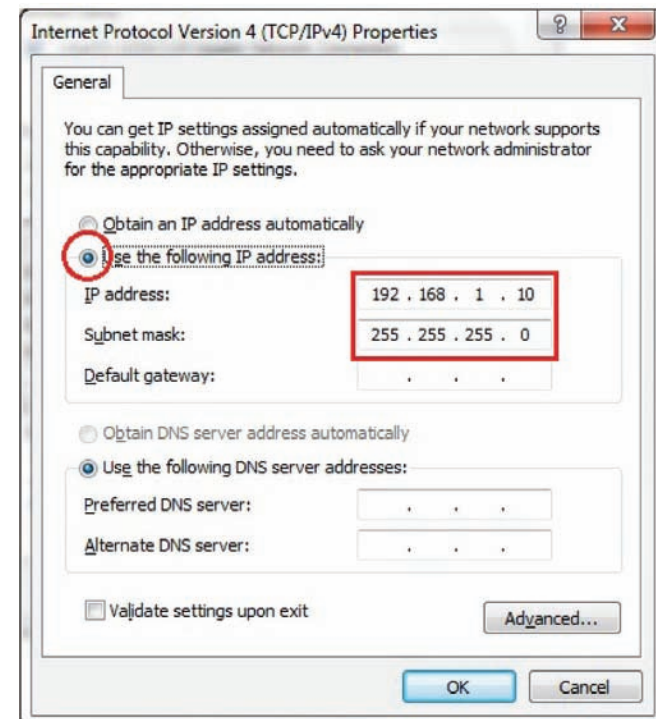 Internet Protocol Version 4 (TCP/IPv4) Properties
General
You can get IP settings assigned automatically if your network supports
this capability. Otherwise, you need to ask your network administrator
for the appropriate IP settings.
Obtain an IP address automatically
Use the following IP address:
IP address: 192 . 168 . 1 . 10
Subnet mask: 255 . 255 . 255 . 0
Default gateway: . . .
Obtain DNS server address automatically
Use the following DNS server addresses:
Preferred DNS server: . . .
Alternate DNS server: . . .
Validate settings upon exit
Advanced...
OK Cancel